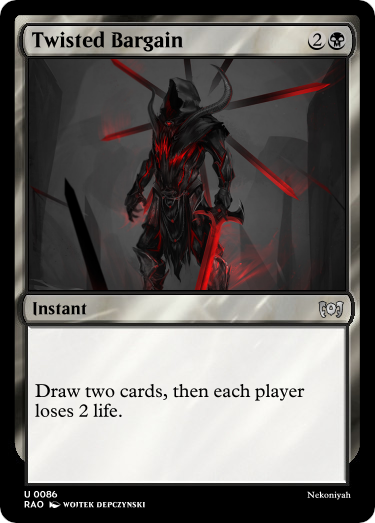 Twisted Bargain 2
Instant
Draw two cards, then each player
loses 2 life.
U 0086
RAO WOJTEK DEPCZYNSKI
Nekoniyah